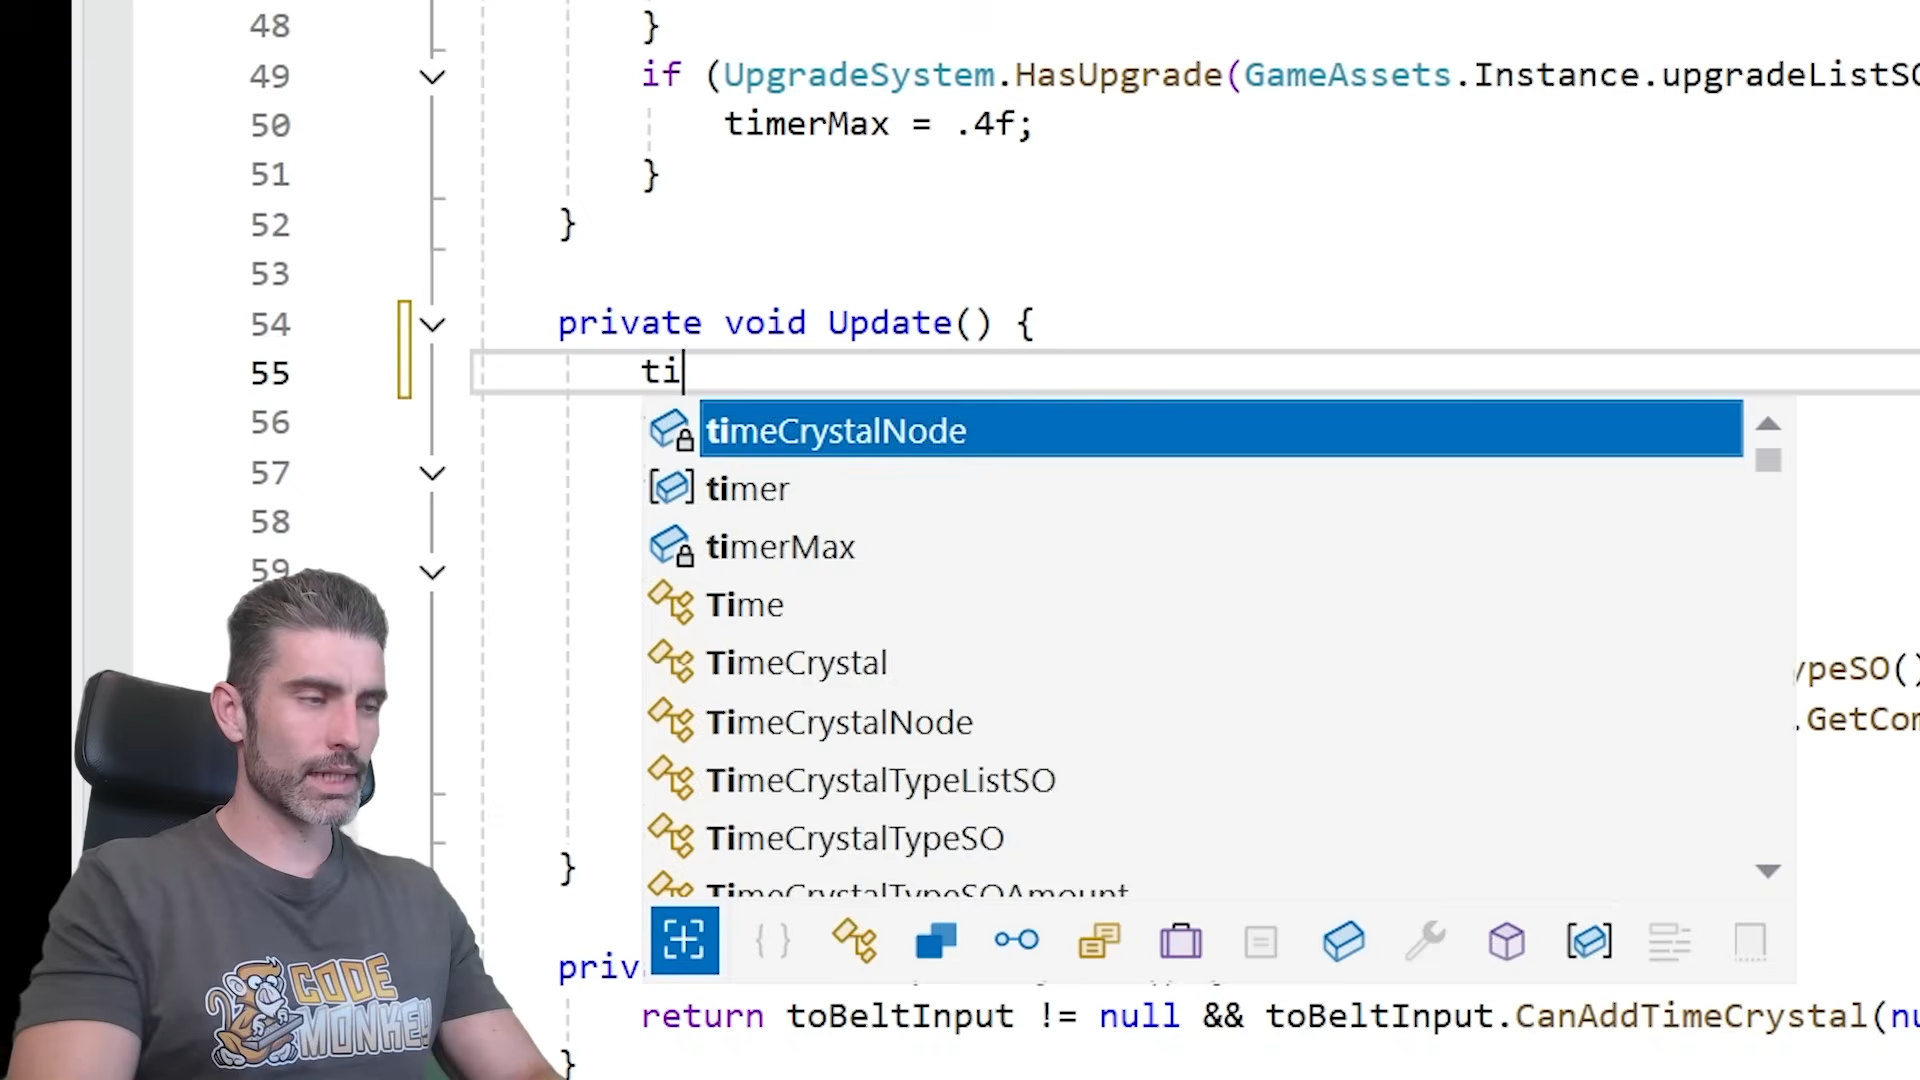 48 }
49 if (UpgradeSystem.HasUpgrade(GameAssets.Instance.upgradeListSO
50 timerMax = .4f;
51 }
52 }
53
54 private void Update() {
55 ti
56
57
58
59
timeCrystalNode
timer
timerMax
Time
TimeCrystal
TimeCrystalNode
TimeCrystalTypeListSO
TimeCrystalTypeSO
TimeCrystalTypeSOAmount
ypeSO()
.GetCom
}
priv
return toBeltInput != null && toBeltInput.CanAddTimeCrystal(nu
}
CODE
MONKEY